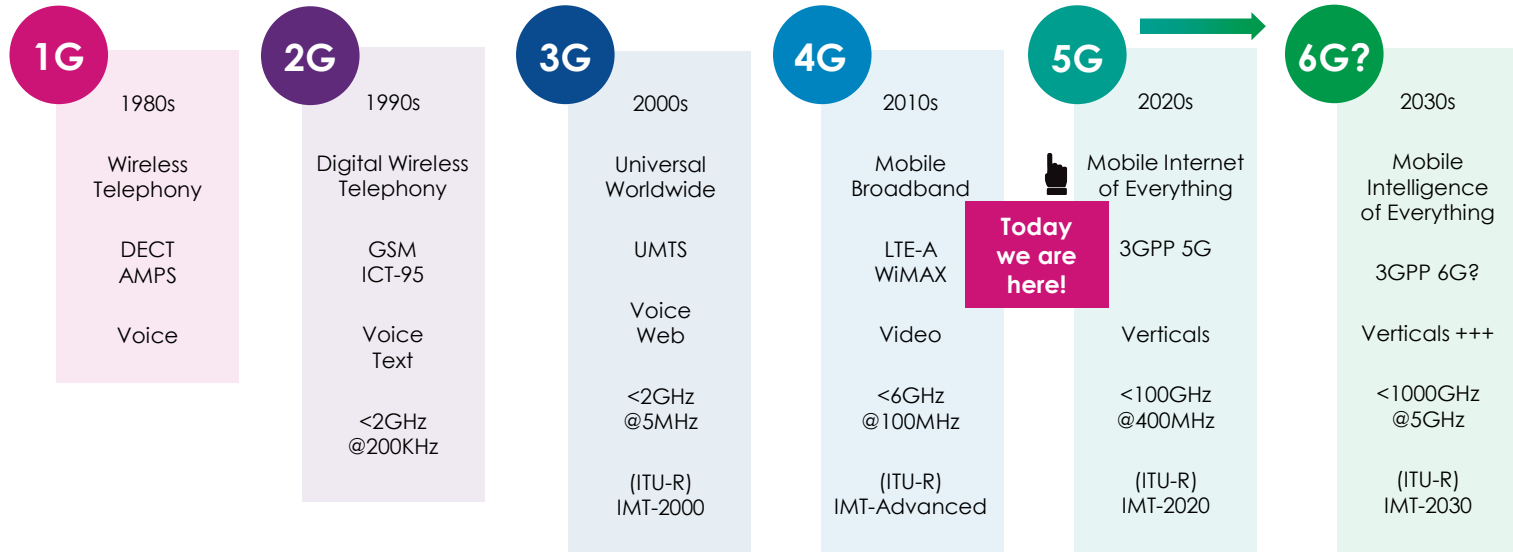 1G
1980s
Wireless
Telephony
DECT
AMPS
Voice
2G
1990s
Digital Wireless
Telephony
GSM
ICT-95
Voice
Text
<2GHz
@200KHz
3G
2000s
Universal
Worldwide
UMTS
Voice
Web
<2GHz
@5MHz
(ITU-R)
IMT-2000
4G
2010s
Mobile
Broadband
LTE-A
WiMAX
Video
<6GHz
@100MHz
(ITU-R)
IMT-Advanced
Today
we are
here!
5G
2020s
Mobile Internet
of Everything
3GPP 5G
Verticals
<100GHz
@400MHz
(ITU-R)
IMT-2020
6G?
2030s
Mobile
Intelligence
of Everything
3GPP 6G?
Verticals +++
<1000GHz
@5GHz
(ITU-R)
IMT-2030